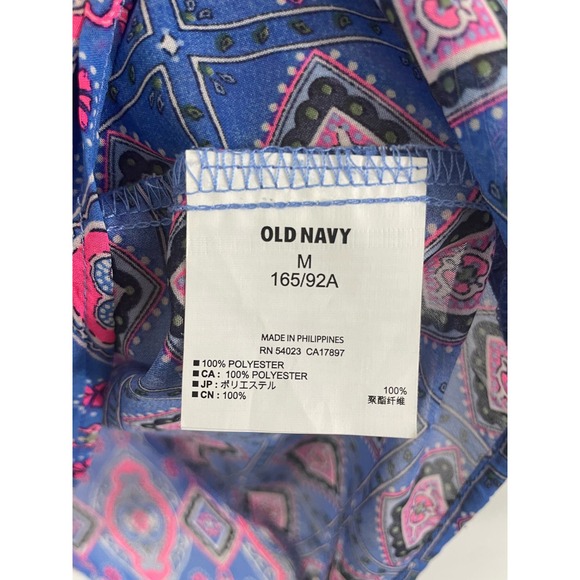 OLD NAVY
M
165/92A
MADE IN PHILIPPINES
RN 54023 CA17897
■ 100% POLYESTER
■ CA : 100% POLYESTER
■ JP : ポリエステル
■ CN : 100%
100%
聚酯纤维